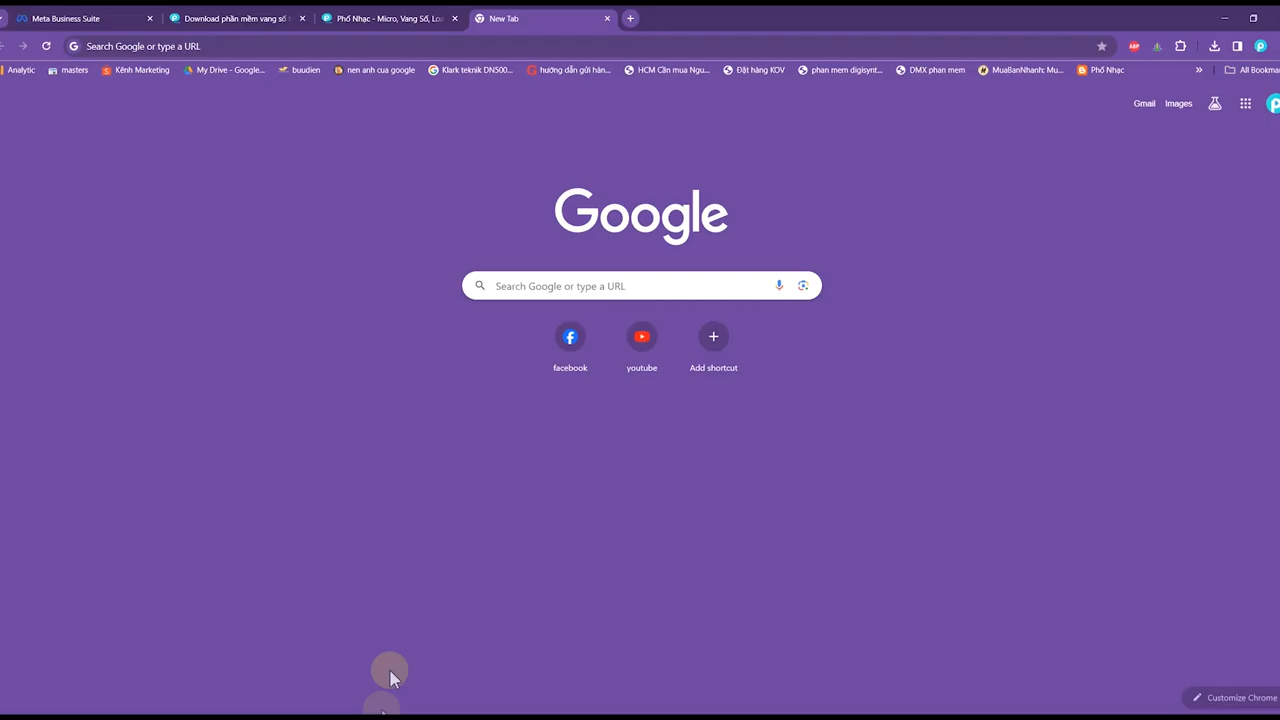 Meta Business Suite
Download phần mềm vang số
Phố Nhạc - Micro, Vang Số, Loa
New Tab
Search Google or type a URL
Analytic
masters
Kênh Marketing
My Drive - Google...
buudien
nen anh cua google
Klark teknik DN500...
hướng dẫn gửi hàn...
HCM Cần mua Ngu...
Đặt hàng KOV
phan mem digisynt...
DMX phan mem
MuaBanNhanh: Mu...
Phố Nhạc
All Bookma
Gmail
Images
Google
Search Google or type a URL
facebook
youtube
Add shortcut
Customize Chrome